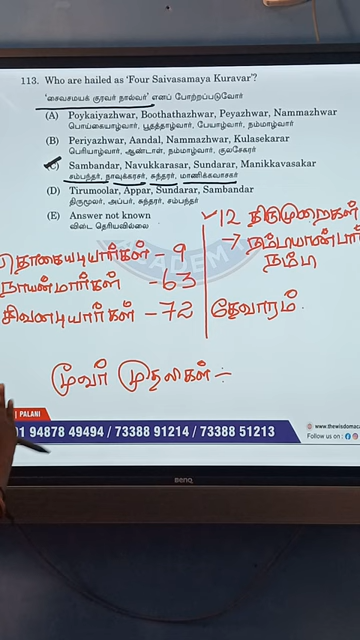 113. Who are hailed as 'Four Saivasamaya Kuravar'?
'சைவசமயக் குரவர் நால்வர்' எனப் போற்றப்படுவோர்
(A) Poykaiyazhwar, Boothathazhwar, Peyazhwar, Nammazhwar
பொய்கையாழ்வார், பூதத்தாழ்வார், பேயாழ்வார், நம்மாழ்வார்
(B) Periyazhwar, Aandal, Nammazhwar, Kulasekarar
பெரியாழ்வார், ஆண்டாள், நம்மாழ்வார், குலசேகரர்
(C) Sambandar, Navukkarasar, Sundarar, Manikkavasakar
சம்பந்தர், நாவுக்கரசர், சுந்தரர், மாணிக்கவாசகர்
(D) Tirumoolar, Appar, Sundarar, Sambandar
திருமூலர், அப்பர், சுந்தரர், சம்பந்தர்
(E) Answer not known
விடை தெரியவில்லை
தொகையடியார்கள் - 9
நாயன்மார்கள் - 63
சிவனடியார்கள் - 72
12 திருமுறைகள்
→ நம்பியாண்டார்
நம்பி
தேவாரம்
மூவர் முதலிகள் :-
| PALANI
94878 49494 / 73388 91214 / 73388 51213
www.thewisdomaca
Follow us on :
BenQ